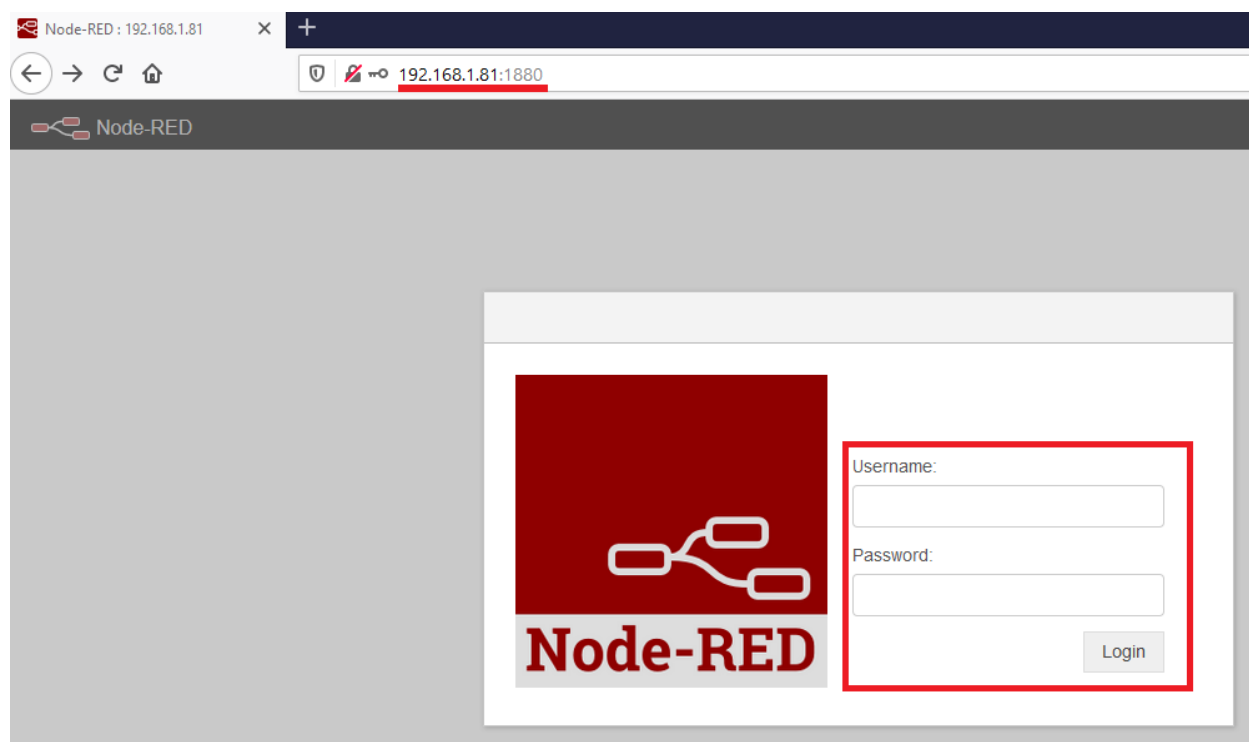 Node-RED : 192.168.1.81
192.168.1.81:1880
Node-RED
Username:
Password:
Node-RED
Login